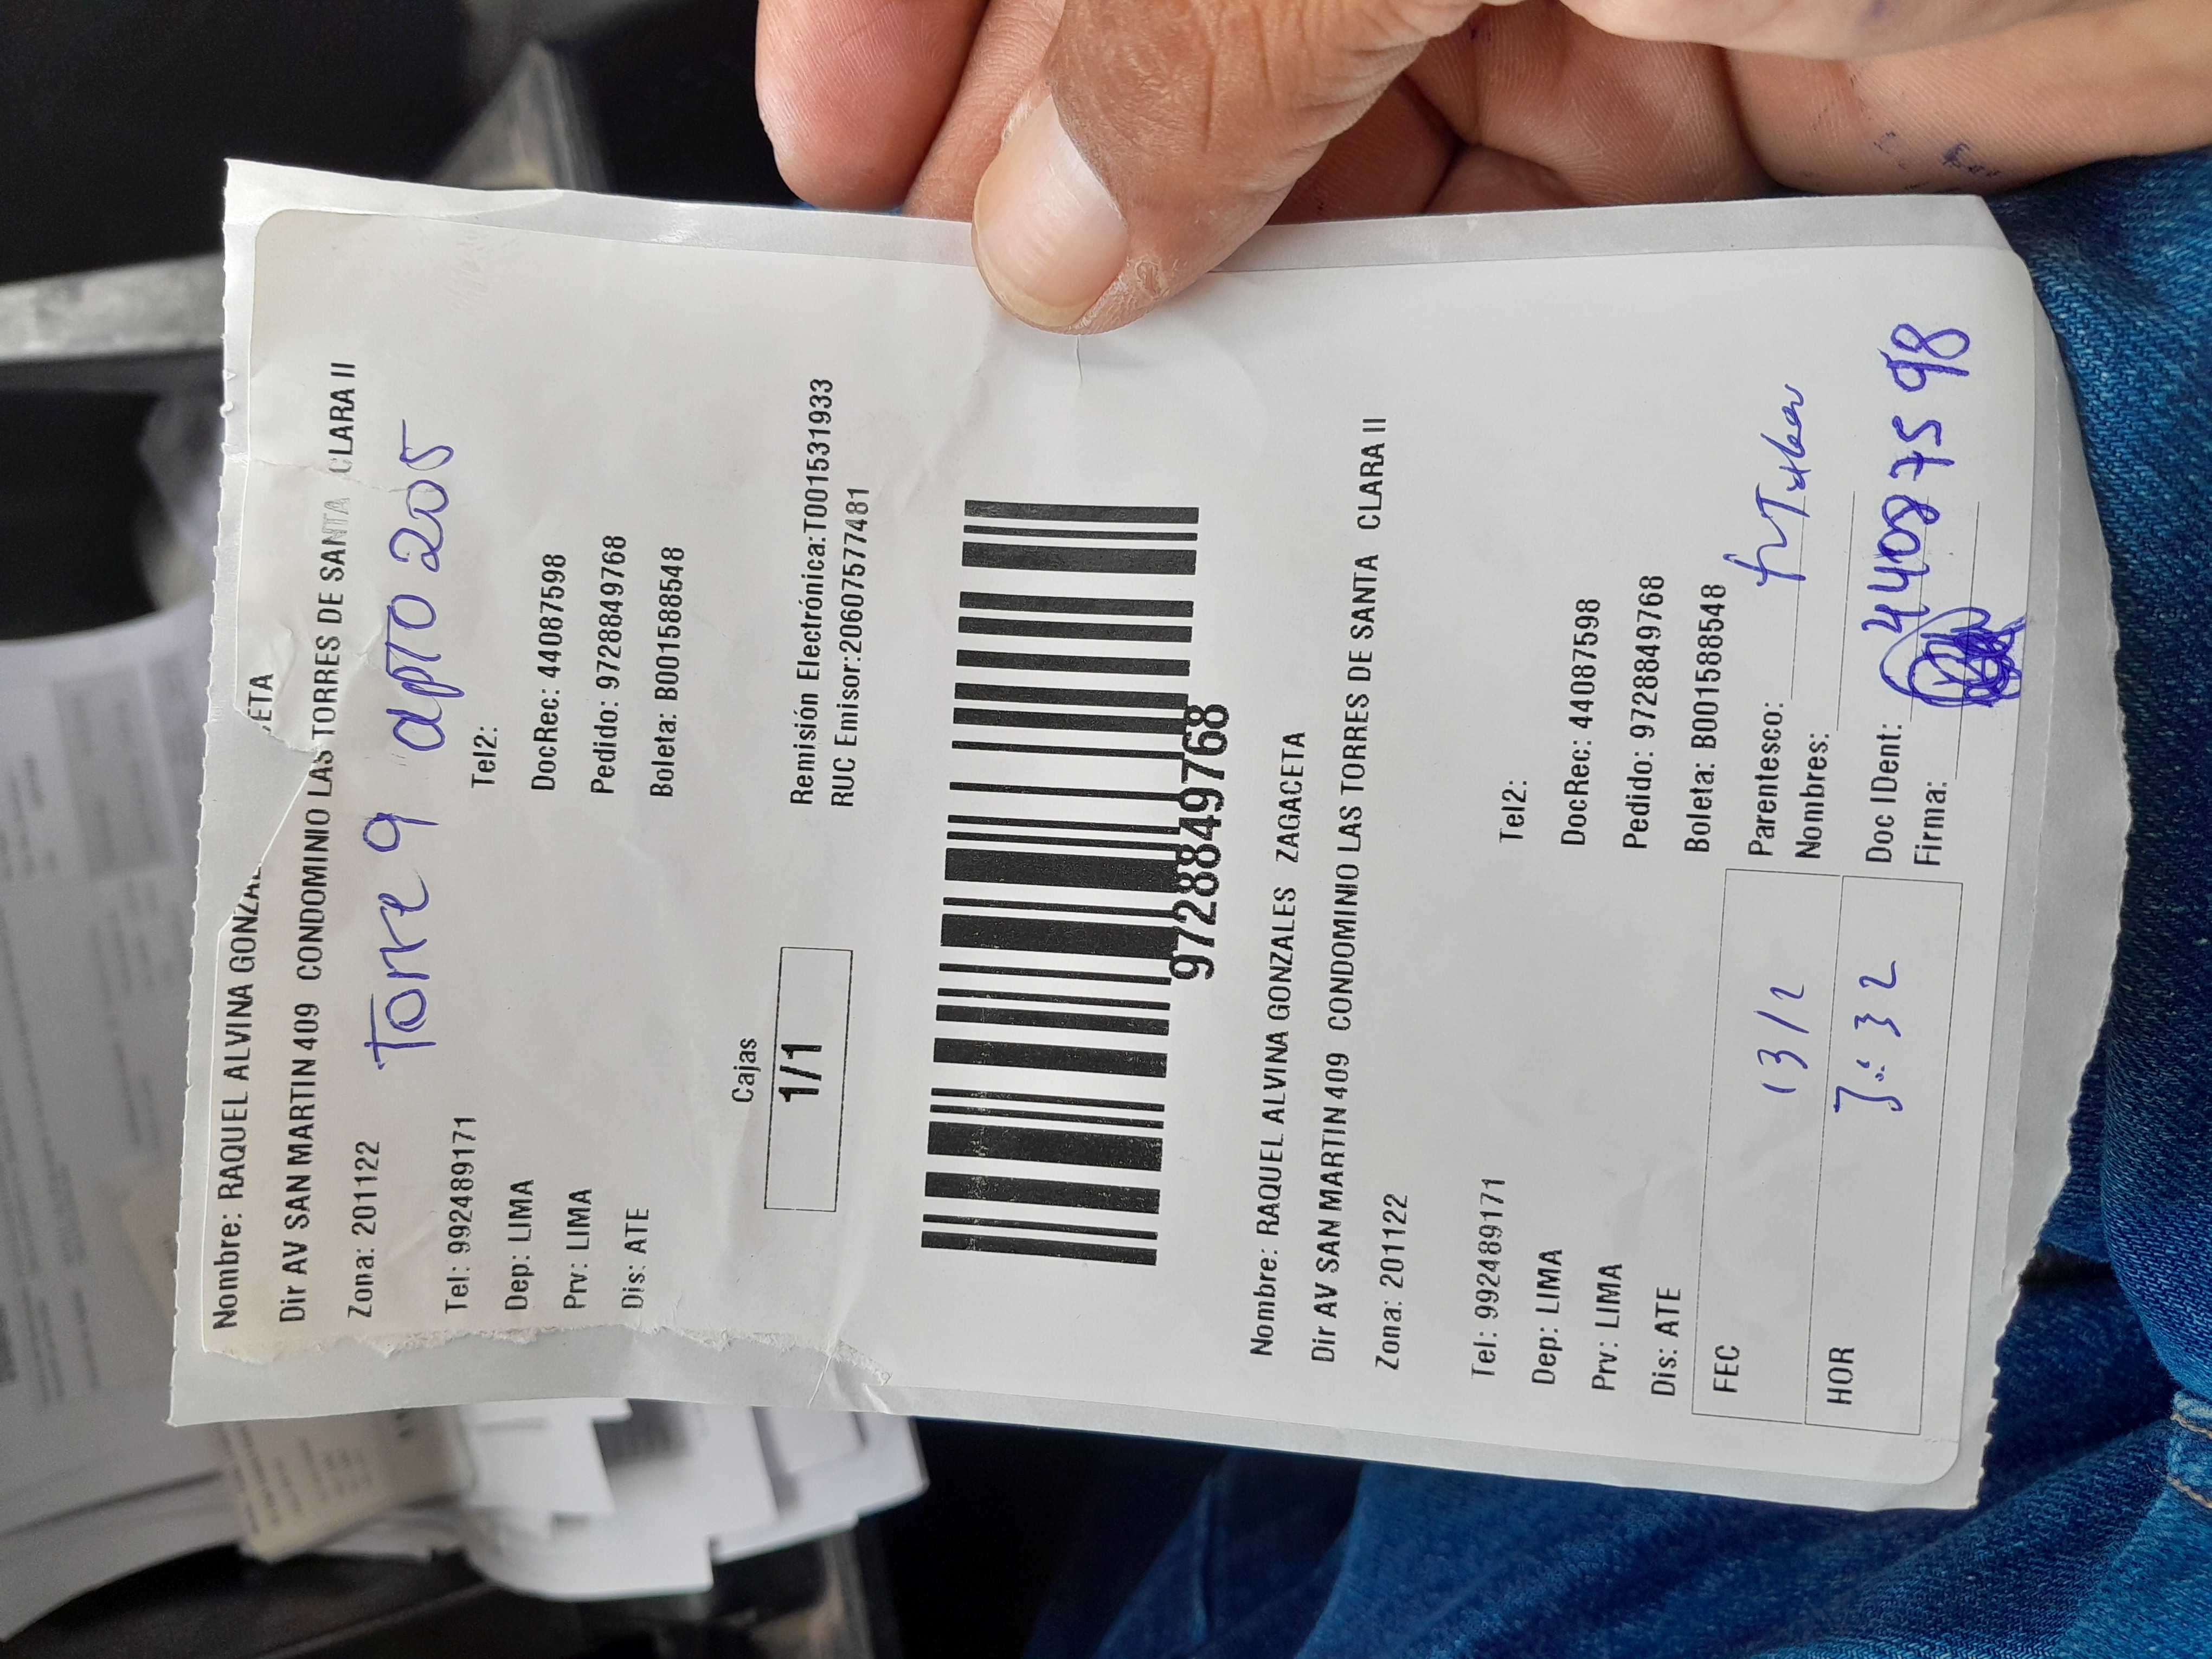 Nombre: RAQUEL ALVINA GONZAL ETA
Dir AV SAN MARTIN 409 CONDOMINIO LAS TORRES DE SANTA CLARA II
Zona: 201122
Torre 9 apto 205
Tel: 992489171 Tel2:
Dep: LIMA DocRec: 44087598
Prv: LIMA Pedido: 9728849768
Dis: ATE Boleta: B001588548
Cajas
1/1
Remisión Electrónica:T001531933
RUC Emisor:20607577481
9728849768
Nombre: RAQUEL ALVINA GONZALES ZAGACETA
Dir AV SAN MARTIN 409 CONDOMINIO LAS TORRES DE SANTA CLARA II
Zona: 201122
Tel: 992489171 Tel2:
Dep: LIMA DocRec: 44087598
Prv: LIMA Pedido: 9728849768
Dis: ATE Boleta: B001588548
FEC 13/2 Parentesco:
Nombres:
HOR 3:32 Doc IDent: 44087598
Firma: